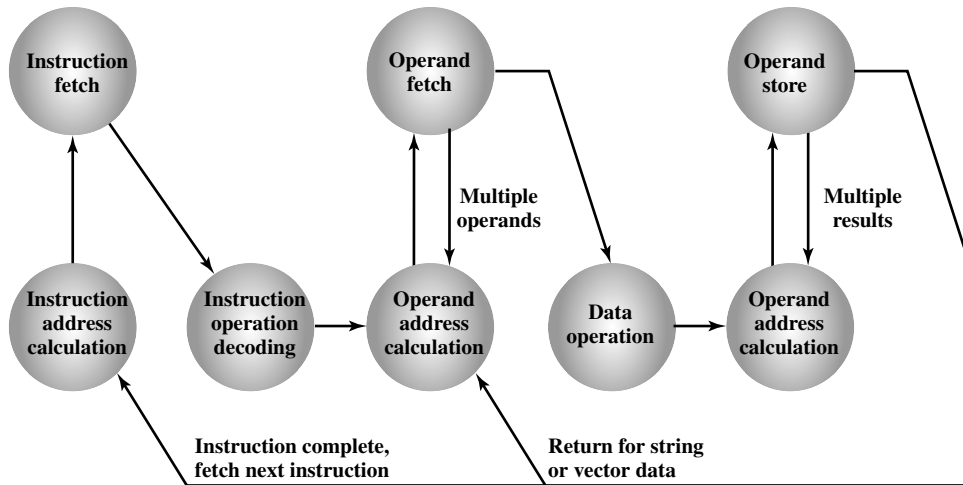 Instruction
fetch
Operand
fetch
Operand
store
Multiple
operands
Multiple
results
Instruction
address
calculation
Instruction
operation
decoding
Operand
address
calculation
Data
operation
Operand
address
calculation
Instruction complete,
fetch next instruction
Return for string
or vector data